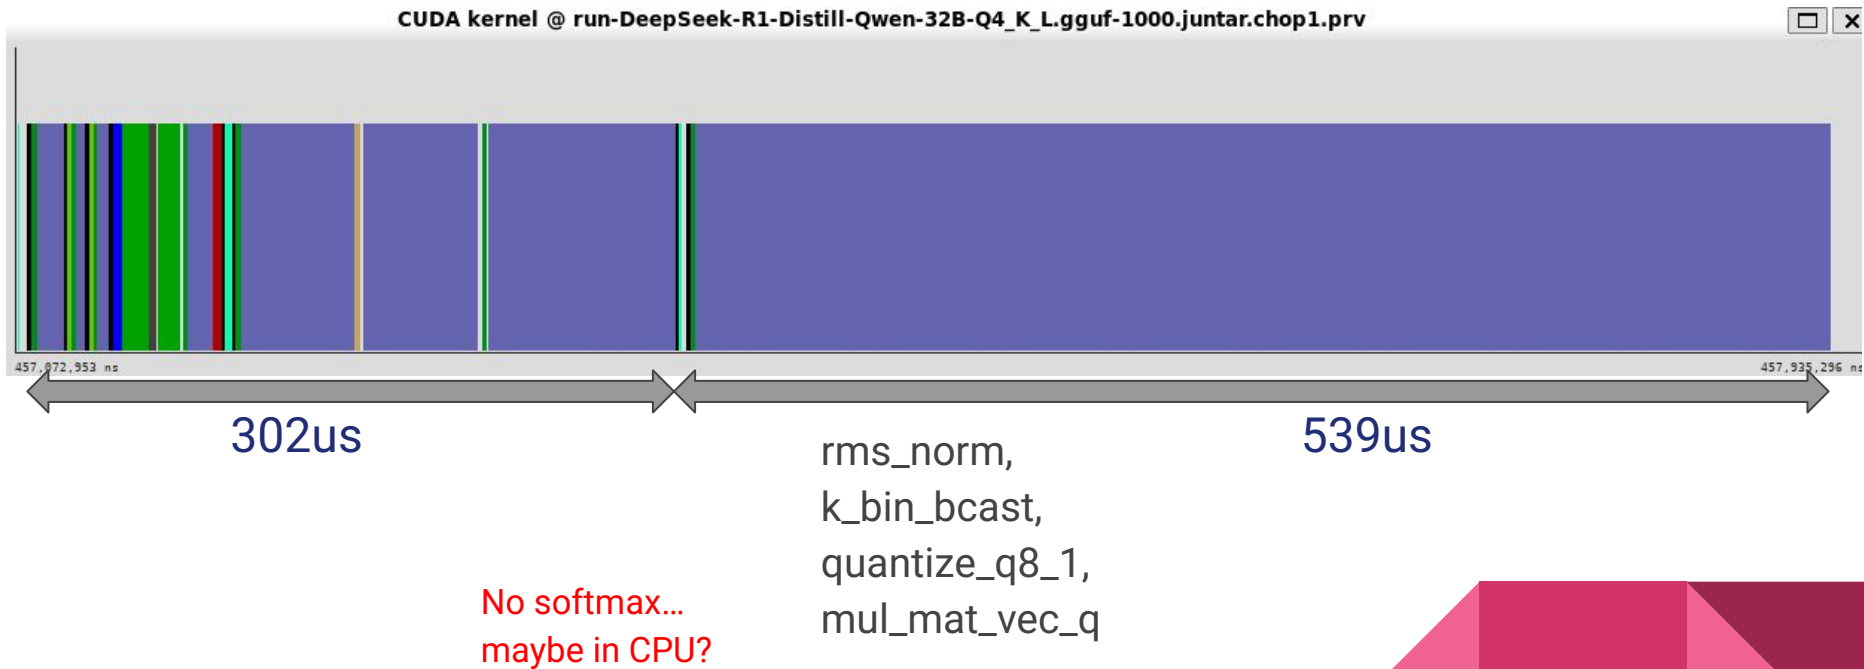 CUDA kernel @ run-DeepSeek-R1-Distill-Qwen-32B-Q4_K_L.gguf-1000.juntar.chop1.prv
457,072,953 ns
457,935,296 ns
302us
539us
rms_norm,
k_bin_bcast,
quantize_q8_1,
mul_mat_vec_q
No softmax...
maybe in CPU?